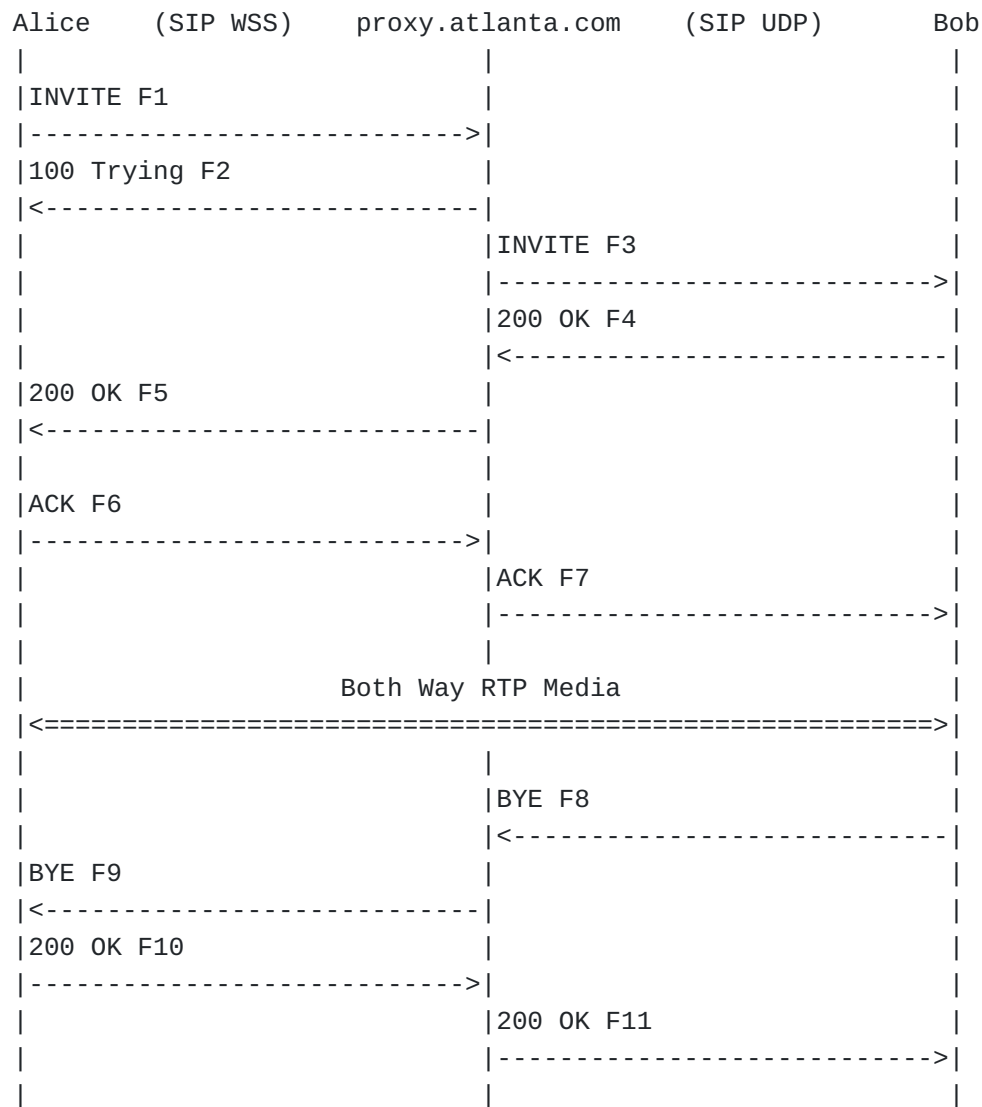 Alice    (SIP WSS)    proxy.atlanta.com    (SIP UDP)       Bob
|                             |                             |
|INVITE F1                    |                             |
|---------------------------->|                             |
|100 Trying F2                |                             |
|<----------------------------|                             |
|                             |INVITE F3                    |
|                             |---------------------------->|
|                             |200 OK F4                    |
|                             |<----------------------------|
|200 OK F5                    |                             |
|<----------------------------|                             |
|                             |                             |
|ACK F6                       |                             |
|---------------------------->|                             |
|                             |ACK F7                       |
|                             |---------------------------->|
|                             |                             |
|                    Both Way RTP Media                     |
|<=========================================================>|
|                             |                             |
|                             |BYE F8                       |
|                             |<----------------------------|
|BYE F9                       |                             |
|<----------------------------|                             |
|200 OK F10                   |                             |
|---------------------------->|                             |
|                             |200 OK F11                   |
|                             |---------------------------->|
|                             |                             |